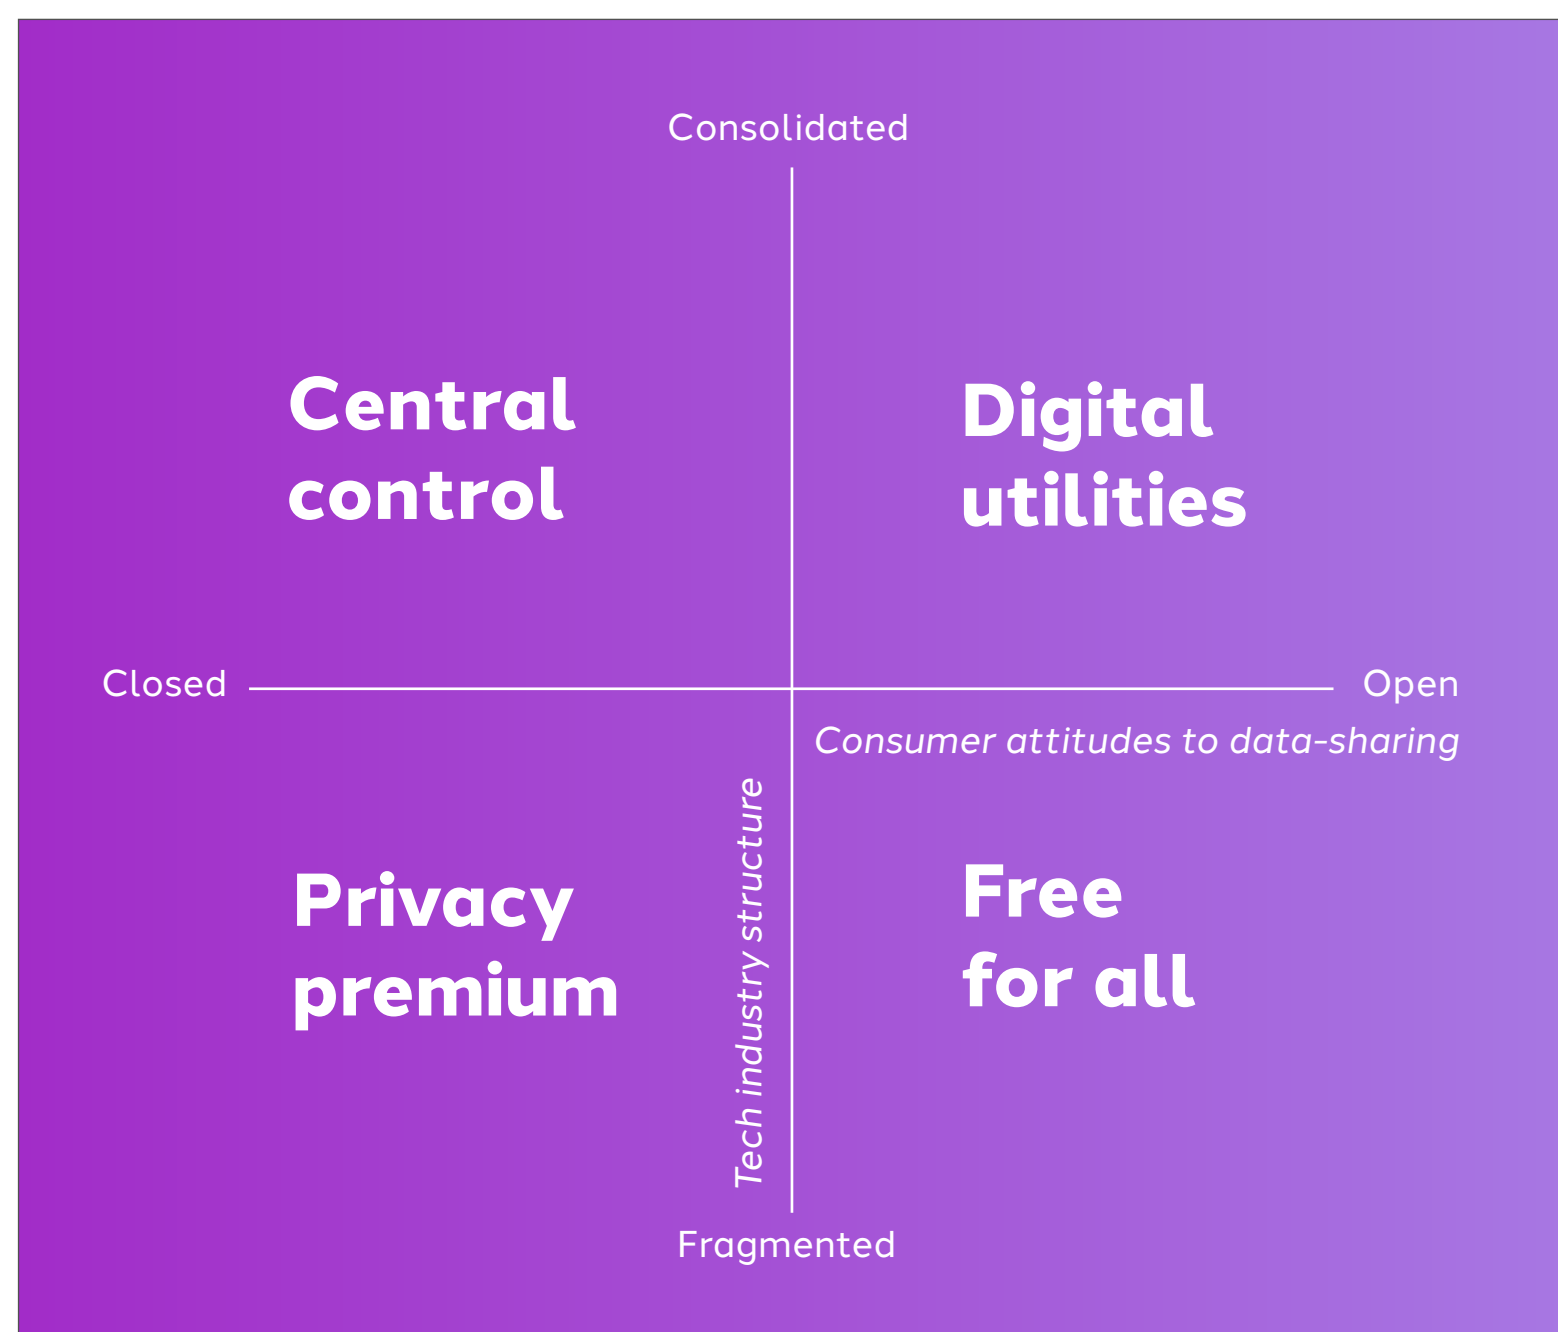 Consolidated
Central
control
Digital
utilities
Closed
Open
Consumer attitudes to data-sharing
Tech industry structure
Privacy
premium
Free
for all
Fragmented